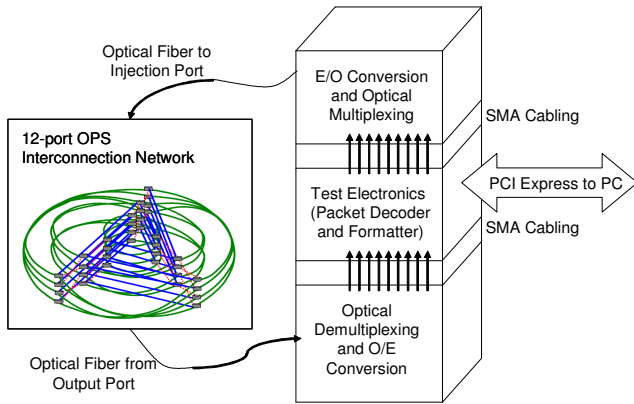 Optical Fiber to
Injection Port
E/O Conversion
and Optical
Multiplexing
SMA Cabling
12-port OPS
Interconnection Network
PCI Express to PC
Test Electronics
(Packet Decoder
and Formatter)
SMA Cabling
Optical
Demultiplexing
and O/E
Conversion
Optical Fiber from
Output Port